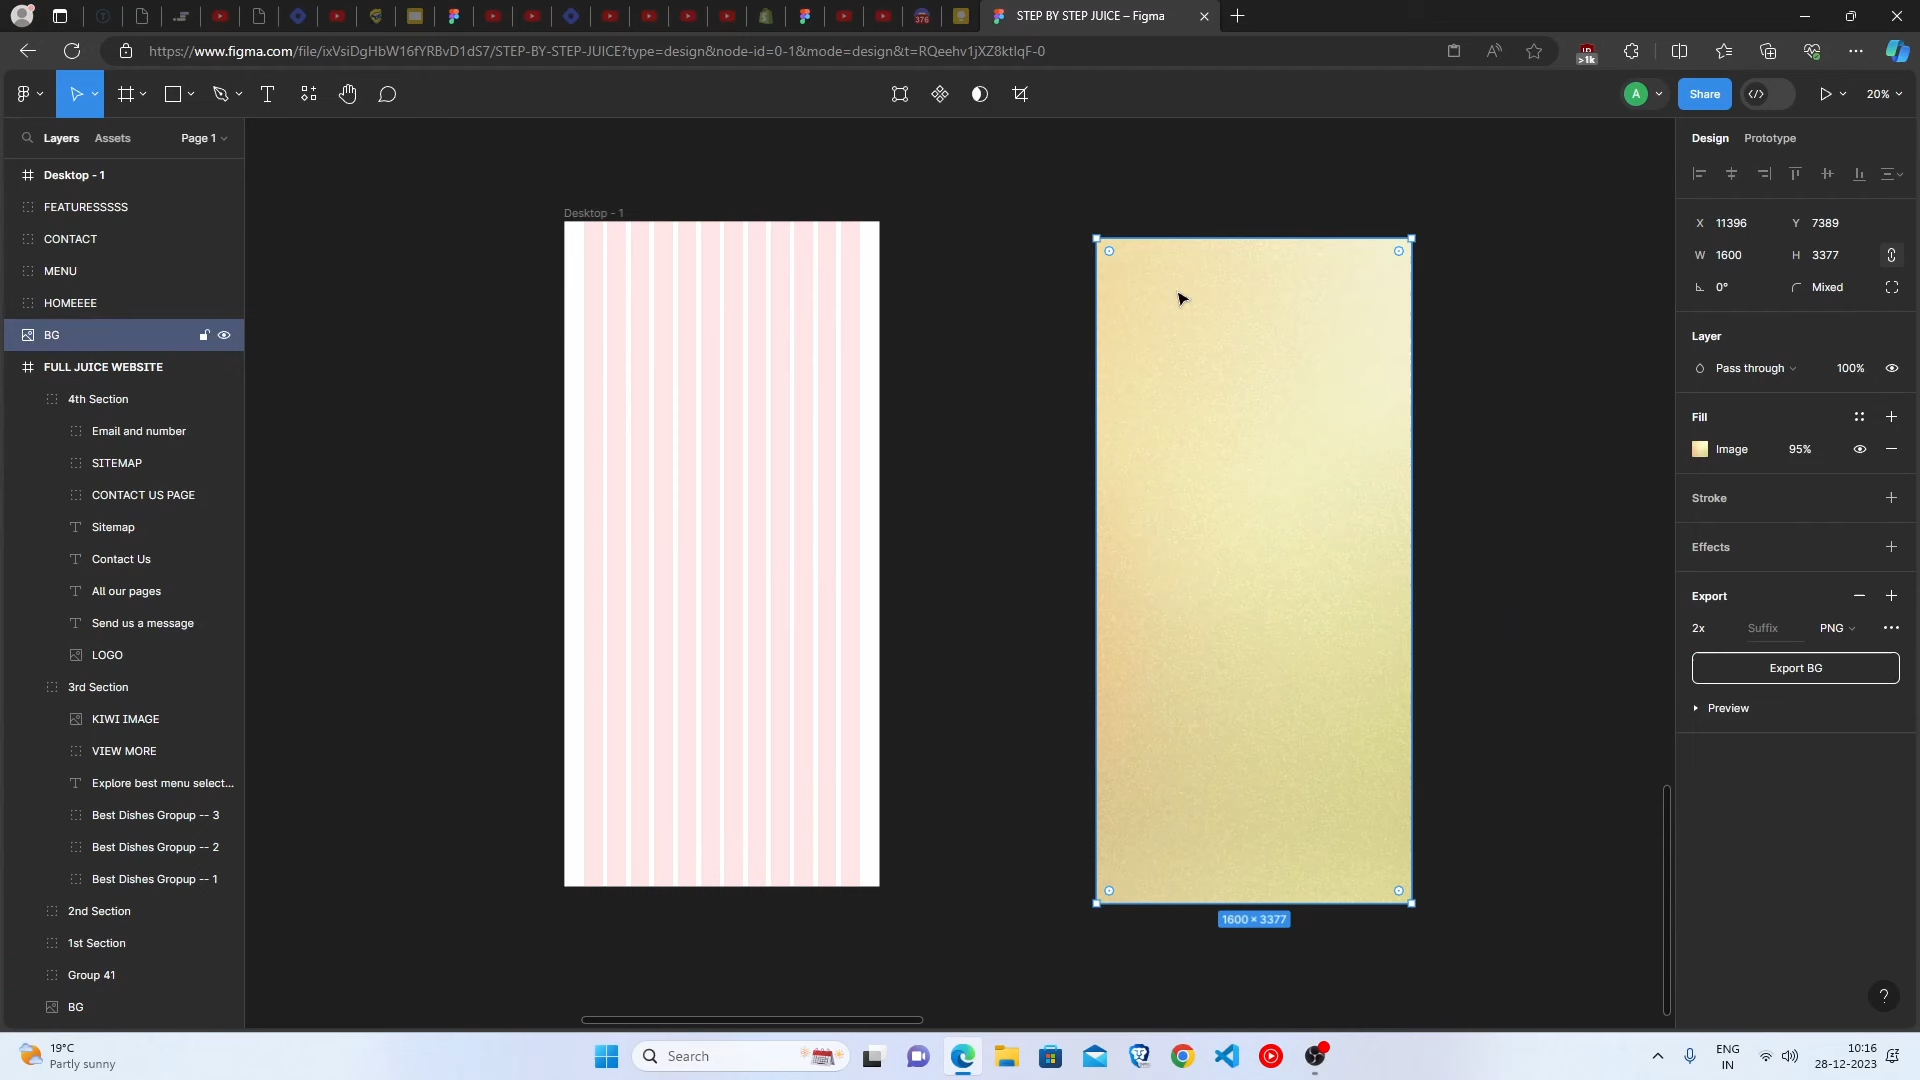 STEP BY STEP JUICE – Figma
https://www.figma.com/file/ixVsiDgHbW16fYRBvD1dS7/STEP-BY-STEP-JUICE?type=design&node-id=0-1&mode=design&t=RQeehv1jXZ8ktlqF-0
>1k
376
A
Share
20%
Layers
Assets
Page 1
Desktop - 1
FEATURESSSSS
CONTACT
MENU
HOMEEEE
BG
FULL JUICE WEBSITE
4th Section
Email and number
SITEMAP
CONTACT US PAGE
Sitemap
Contact Us
All our pages
Send us a message
LOGO
3rd Section
KIWI IMAGE
VIEW MORE
Explore best menu select...
Best Dishes Gropup -- 3
Best Dishes Gropup -- 2
Best Dishes Gropup -- 1
2nd Section
1st Section
Group 41
BG
Desktop - 1
1600 × 3377
Design
Prototype
X 11396
Y 7389
W 1600
H 3377
0°
Mixed
Layer
Pass through
100%
Fill
Image
95%
Stroke
Effects
Export
2x
Suffix
PNG
Export BG
Preview
?
19°C
Partly sunny
Search
ENG
IN
10:16
28-12-2023